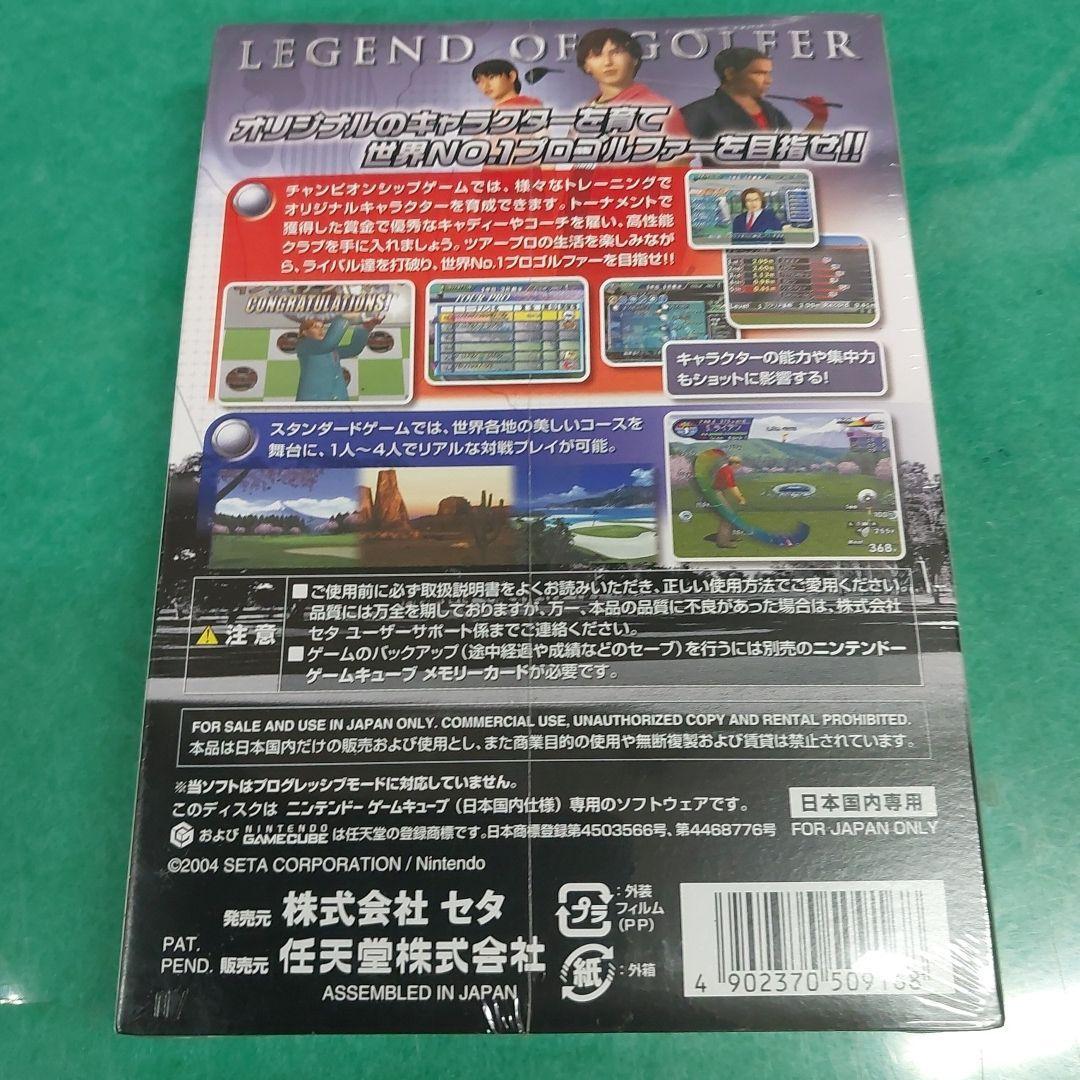 LEGEND OF GOLFER
オリジナルのキャラクターを育て
世界NO.1プロゴルファーを目指せ!!
チャンピオンシップゲームでは、様々なトレーニングで
オリジナルキャラクターを育成できます。トーナメントで
獲得した賞金で優秀なキャディーやコーチを雇い、高性能
クラブを手に入れましょう。ツアープロの生活を楽しみなが
ら、ライバル達を打破り、世界No.1プロゴルファーを目指せ!!
CONGRATULATIONS!
TOUR PRO
キャラクターの能力や集中力
もショットに影響する!
スタンダードゲームでは、世界各地の美しいコースを
舞台に、1人〜4人でリアルな対戦プレイが可能。
368
注意
■ご使用前に必ず取扱説明書をよくお読みいただき、正しい使用方法でご愛用ください。
品質には万全を期しておりますが、万一、本品の品質に不良があった場合は、株式会社
セタ ユーザーサポート係までご連絡ください。
■ゲームのバックアップ(途中経過や成績などのセーブ)を行うには別売のニンテンドー
ゲームキューブ メモリーカードが必要です。
FOR SALE AND USE IN JAPAN ONLY. COMMERCIAL USE, UNAUTHORIZED COPY AND RENTAL PROHIBITED.
本品は日本国内だけの販売および使用とし、また商業目的の使用や無断複製および賃貸は禁止されています。
※当ソフトはプログレッシブモードに対応していません。
このディスクは ニンテンドー ゲームキューブ(日本国内仕様)専用のソフトウェアです。
および NINTENDO GAMECUBE は任天堂の登録商標です。日本商標登録第4503566号、第4468776号
日本国内専用
FOR JAPAN ONLY
©2004 SETA CORPORATION / Nintendo
発売元 株式会社 セタ
PAT. PEND.
販売元 任天堂株式会社
ASSEMBLED IN JAPAN
プラ :外装フィルム(PP)
紙 :外箱
4 902370 509168